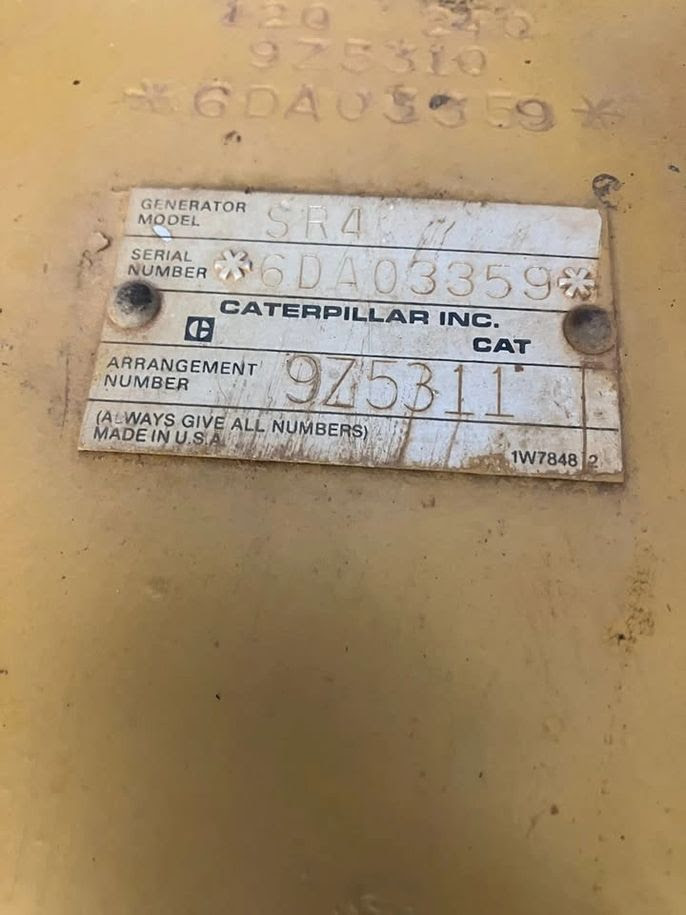 120 240
9Z5310
*6DA03359*
GENERATOR MODEL SR4
SERIAL NUMBER *6DA03359*
CATERPILLAR INC.
CAT
ARRANGEMENT NUMBER 9Z5311
(ALWAYS GIVE ALL NUMBERS)
MADE IN U.S.A.
1W7848 2